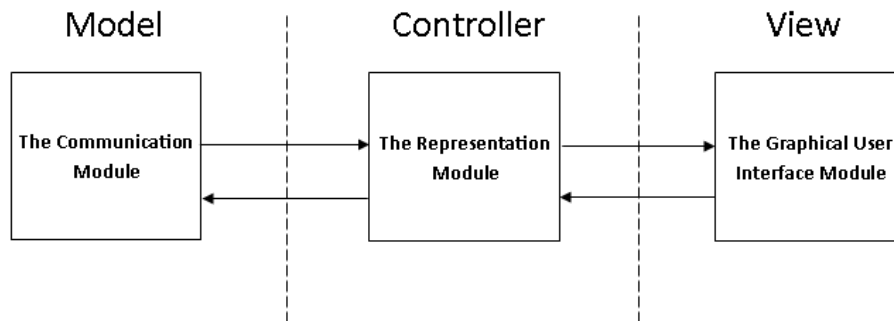 Model
Controller
View
The Communication
Module
The Representation
Module
The Graphical User
Interface Module